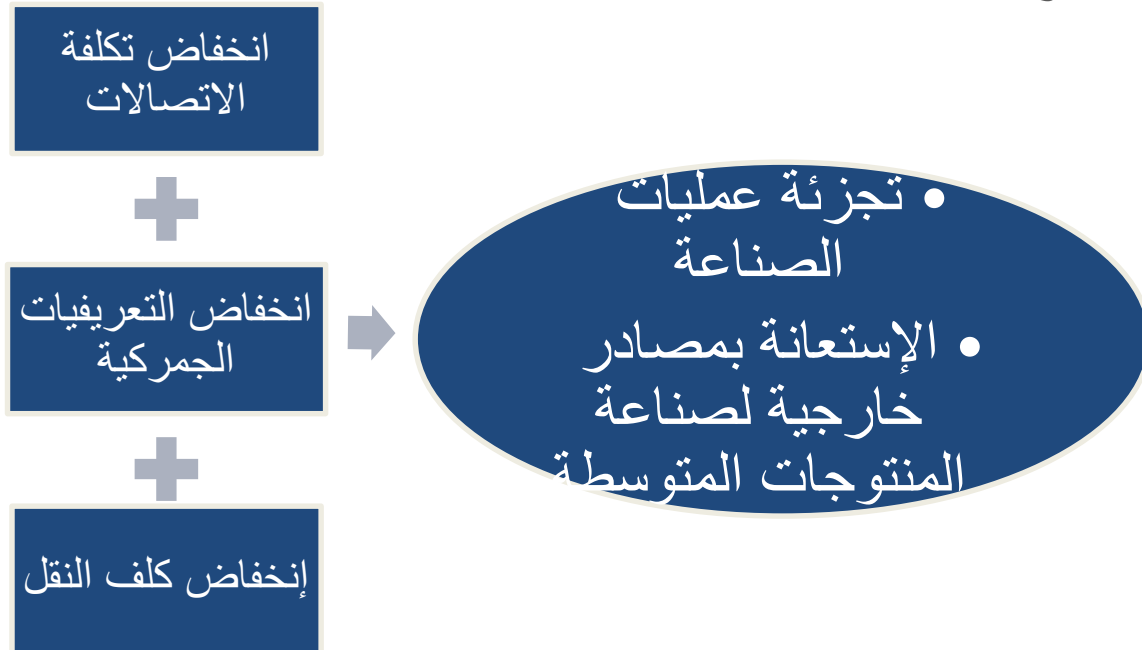 انخفاض تكلفة
الاتصالات
انخفاض التعريفيات
الجمركية
إنخفاض كلف النقل
• تجزئة عمليات
الصناعة
• الإستعانة بمصادر
خارجية لصناعة
المنتوجات المتوسطة